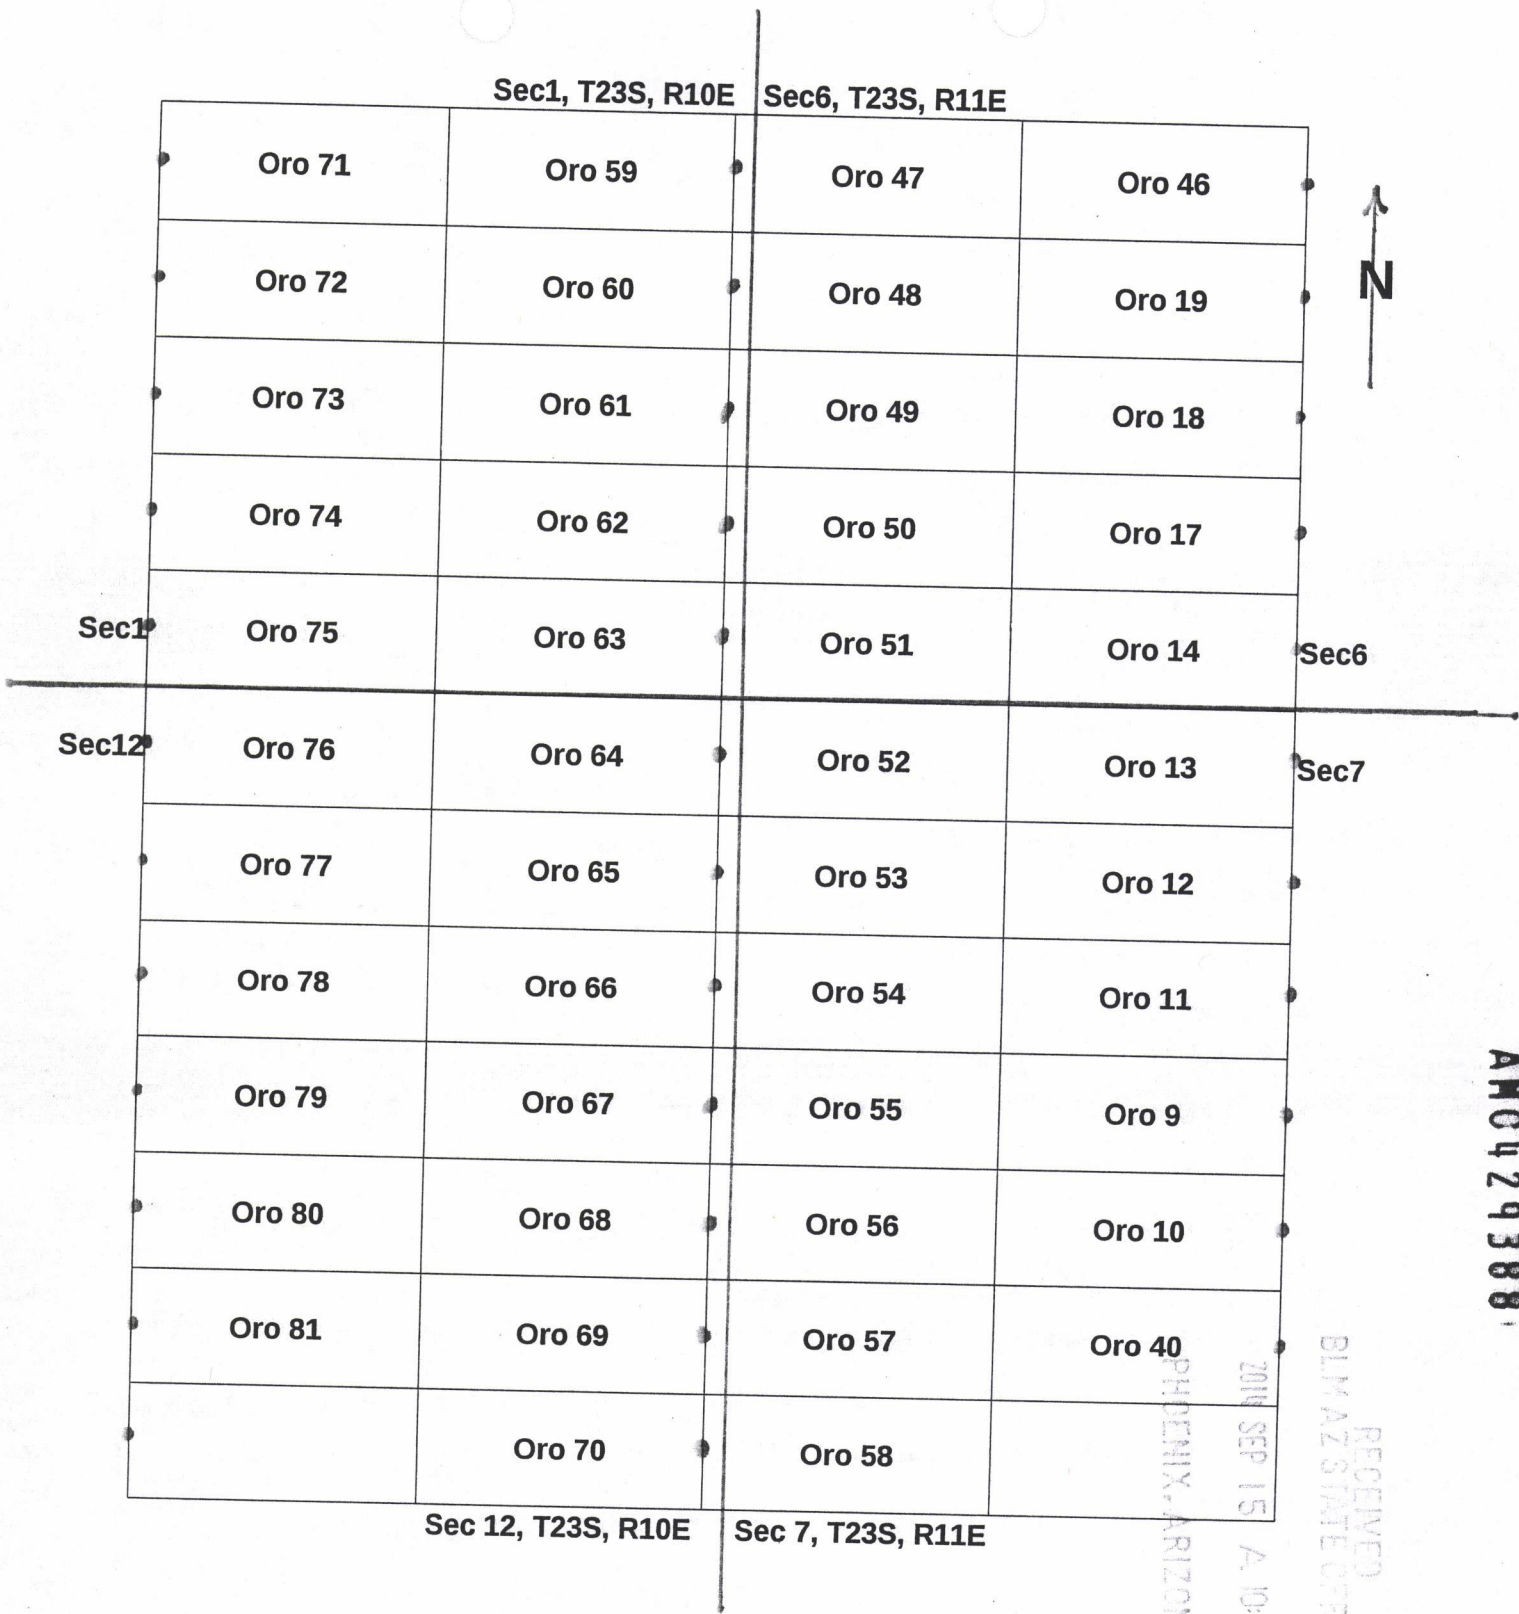 Sec1, T23S, R10E Sec6, T23S, R11E
Oro 71 Oro 59 Oro 47 Oro 46
Oro 72 Oro 60 Oro 48 Oro 19
N
Oro 73 Oro 61 Oro 49 Oro 18
Oro 74 Oro 62 Oro 50 Oro 17
Sec1 Oro 75 Oro 63 Oro 51 Oro 14 Sec6
Sec12 Oro 76 Oro 64 Oro 52 Oro 13 Sec7
Oro 77 Oro 65 Oro 53 Oro 12
Oro 78 Oro 66 Oro 54 Oro 11
Oro 79 Oro 67 Oro 55 Oro 9
Oro 80 Oro 68 Oro 56 Oro 10
Oro 81 Oro 69 Oro 57 Oro 40
Oro 70 Oro 58
Sec 12, T23S, R10E Sec 7, T23S, R11E
AMC429388
RECEIVED
BLM AZ STATE OFF
2014 SEP 15 A 10:
PHOENIX, ARIZO